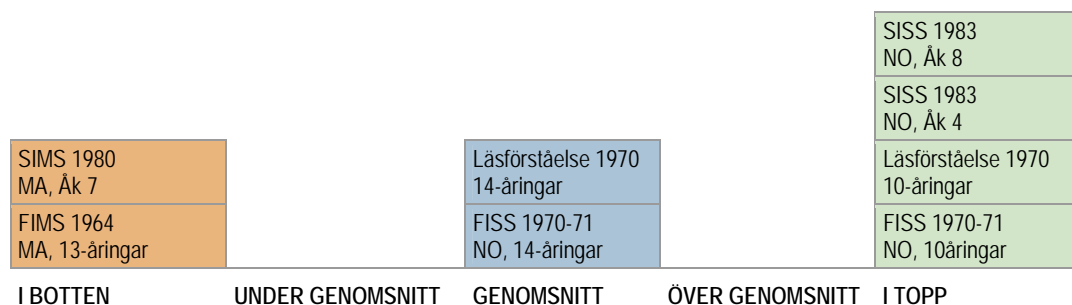 SISS 1983
NO, Åk 8
SISS 1983
NO, Åk 4
SIMS 1980
MA, Åk 7
Läsförståelse 1970
14-åringar
Läsförståelse 1970
10-åringar
FIMS 1964
MA, 13-åringar
FISS 1970-71
NO, 14-åringar
FISS 1970-71
NO, 10åringar
I BOTTEN
UNDER GENOMSNITT
GENOMSNITT
ÖVER GENOMSNITT
I TOPP